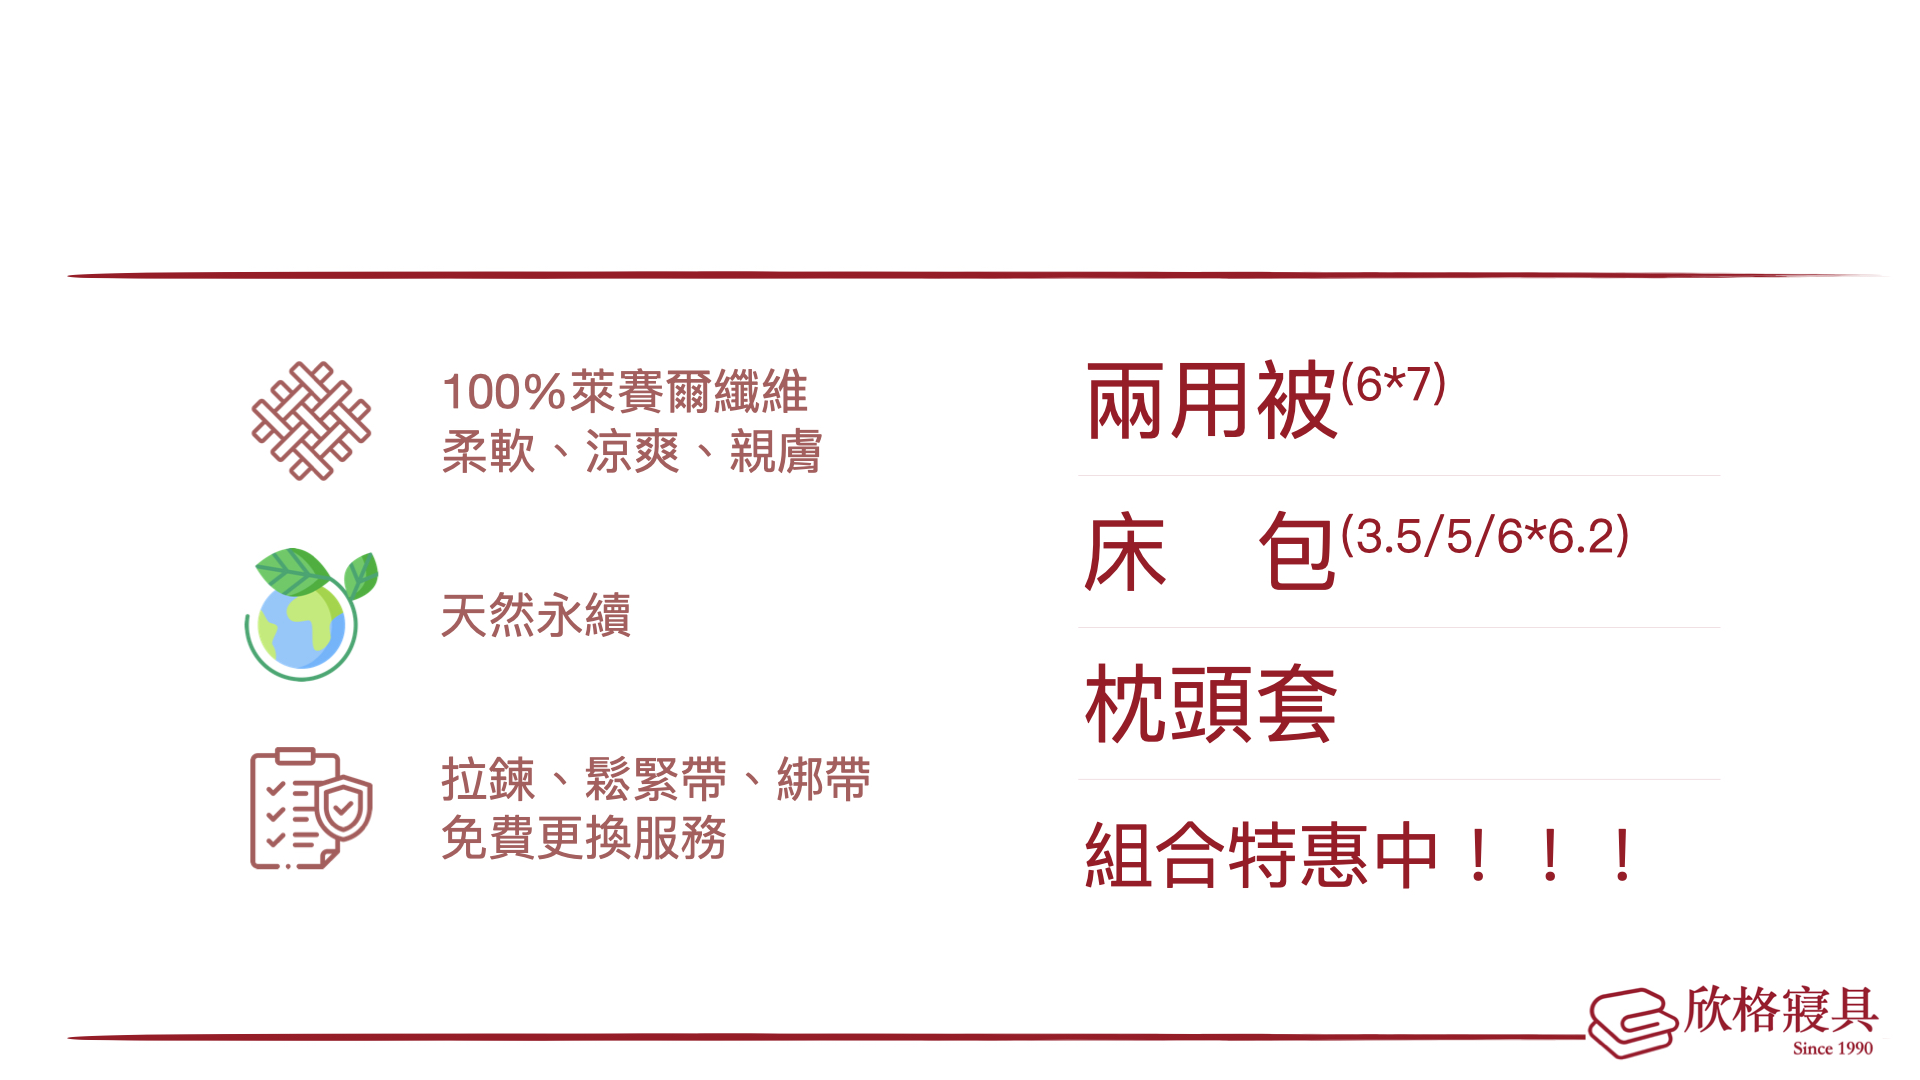 100%萊賽爾纖維
柔軟、涼爽、親膚
天然永續
拉鍊、鬆緊帶、綁帶
免費更換服務
兩用被(6*7)
床　包(3.5/5/6*6.2)
枕頭套
組合特惠中！！！
欣格寢具
Since 1990